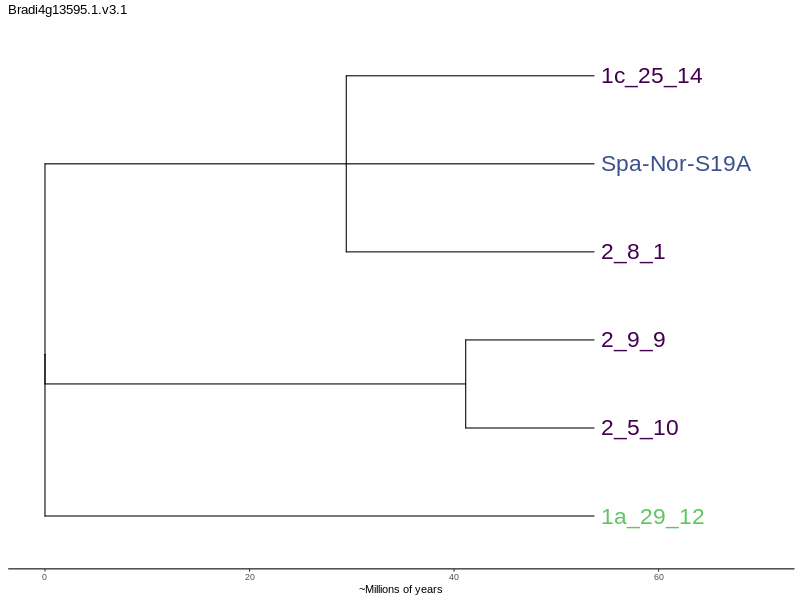 Bradi4g13595.1.v3.1
1c_25_14
Spa-Nor-S19A
2_8_1
2_9_9
2_5_10
1a_29_12
0 20 40 60
~Millions of years